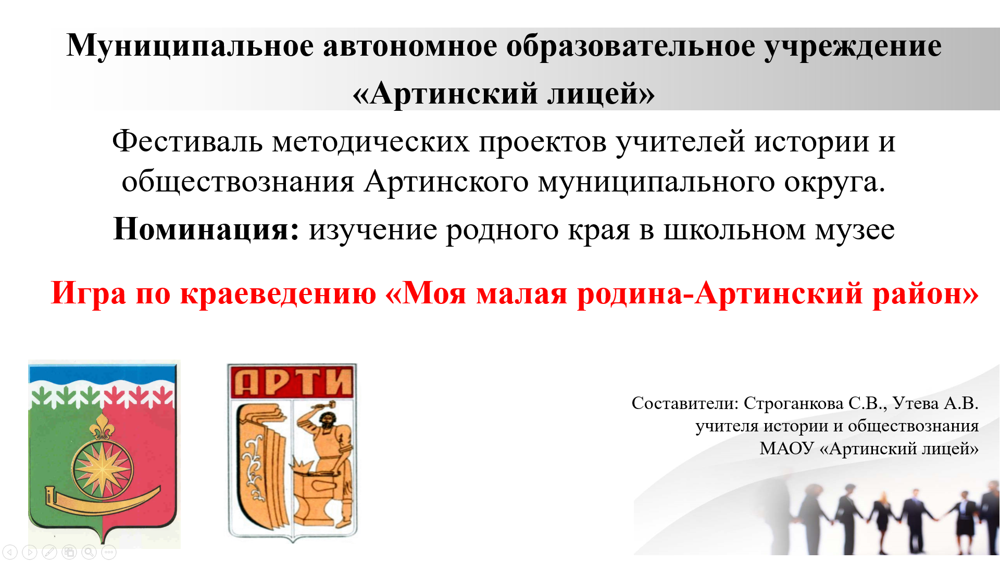 Муниципальное автономное образовательное учреждение
«Артинский лицей»
Фестиваль методических проектов учителей истории и
обществознания Артинского муниципального округа.
Номинация: изучение родного края в школьном музее
Игра по краеведению «Моя малая родина-Артинский район»
АРТИ
Составители: Строганкова С.В., Утева А.В.
учителя истории и обществознания
МАОУ «Артинский лицей»